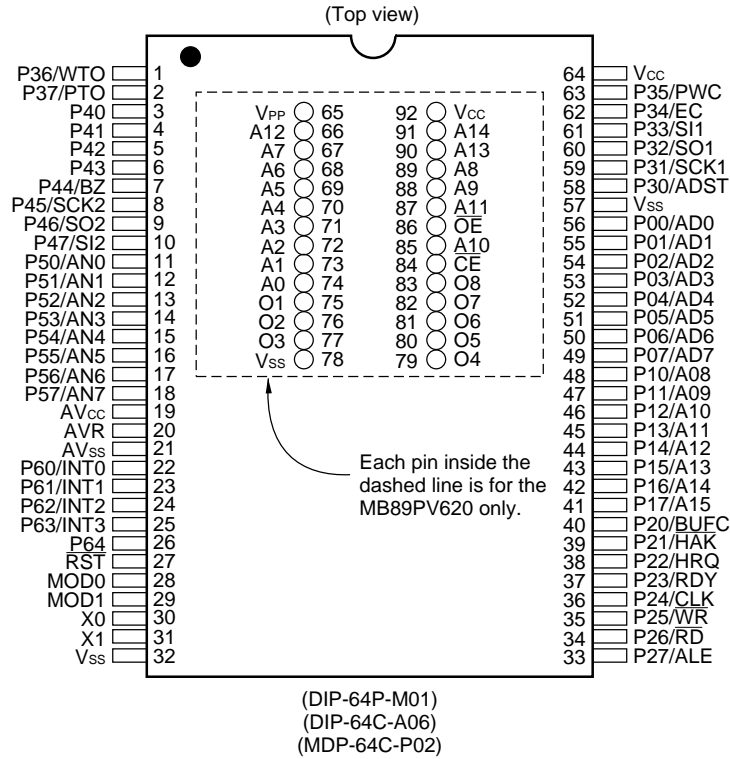 (Top view)
P36/WTO 1 64 Vcc
P37/PTO 2 63 P35/PWC
P40 3 VPP 65 92 Vcc 62 P34/EC
P41 4 A12 66 91 A14 61 P33/SI1
P42 5 A7 67 90 A13 60 P32/SO1
P43 6 A6 68 89 A8 59 P31/SCK1
P44/BZ 7 A5 69 88 A9 58 P30/ADST
P45/SCK2 8 A4 70 87 A11 57 Vss
P46/SO2 9 A3 71 86 O̅E̅ 56 P00/AD0
P47/SI2 10 A2 72 85 A10 55 P01/AD1
P50/AN0 11 A1 73 84 C̅E̅ 54 P02/AD2
P51/AN1 12 A0 74 83 O8 53 P03/AD3
P52/AN2 13 O1 75 82 O7 52 P04/AD4
P53/AN3 14 O2 76 81 O6 51 P05/AD5
P54/AN4 15 O3 77 80 O5 50 P06/AD6
P55/AN5 16 Vss 78 79 O4 49 P07/AD7
P56/AN6 17 48 P10/A08
P57/AN7 18 47 P11/A09
AVcc 19 46 P12/A10
AVR 20 45 P13/A11
AVss 21 44 P14/A12
P60/INT0 22 Each pin inside the 43 P15/A13
P61/INT1 23 dashed line is for the 42 P16/A14
P62/INT2 24 MB89PV620 only. 41 P17/A15
P63/INT3 25 40 P20/BUFC
P64 26 39 P21/H̅A̅K̅
R̅S̅T̅ 27 38 P22/HRQ
MOD0 28 37 P23/RDY
MOD1 29 36 P24/CLK
X0 30 35 P25/W̅R̅
X1 31 34 P26/R̅D̅
Vss 32 33 P27/ALE
(DIP-64P-M01)
(DIP-64C-A06)
(MDP-64C-P02)